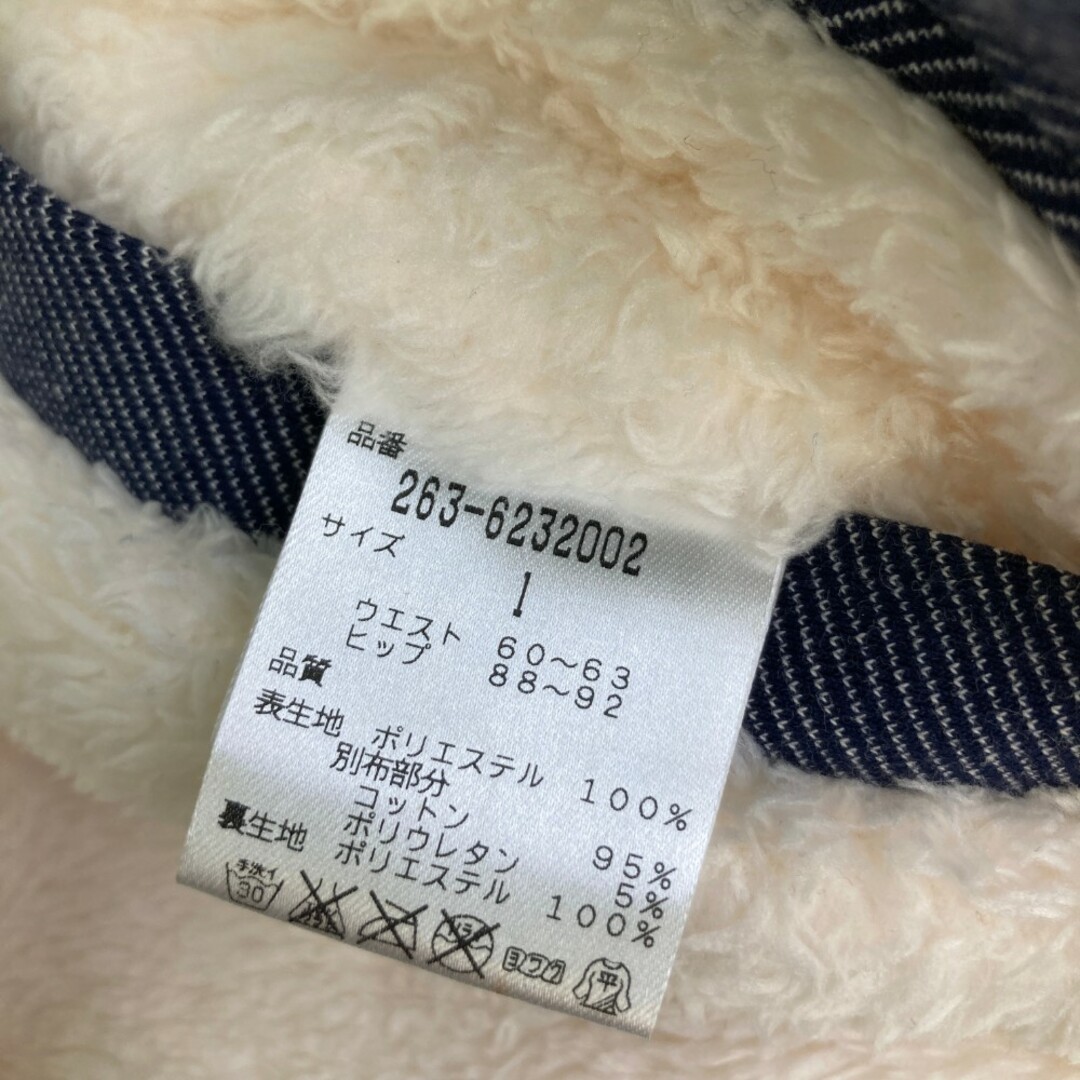 品番
263-6232002
サイズ
1
ウエスト 60〜63
ヒップ 88〜92
品質
表生地 ポリエステル 100%
別布部分
コットン 95%
ポリウレタン 5%
裏生地 ポリエステル 100%
手洗イ 30 ドライ ヨワク 平